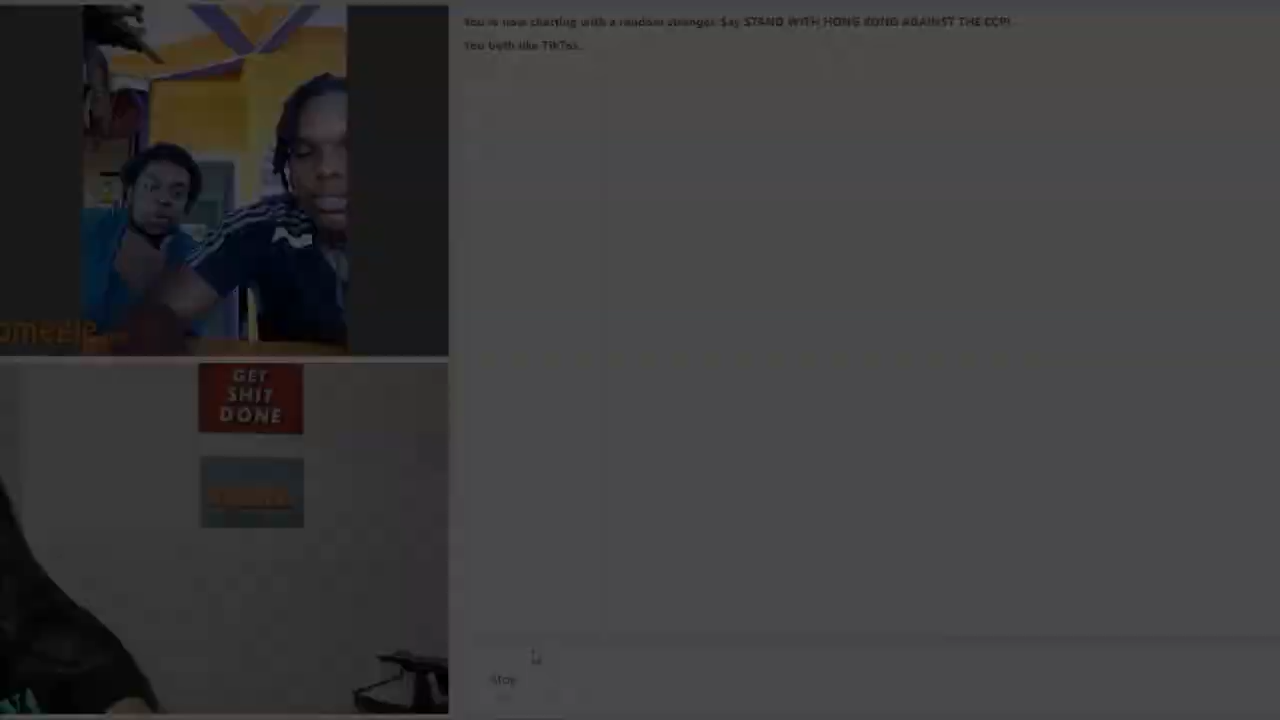 You're now chatting with a random stranger. Say STAND WITH HONG KONG AGAINST THE CCP!
You both like TikTok.
omegle
GET
SHIT
DONE
Stop